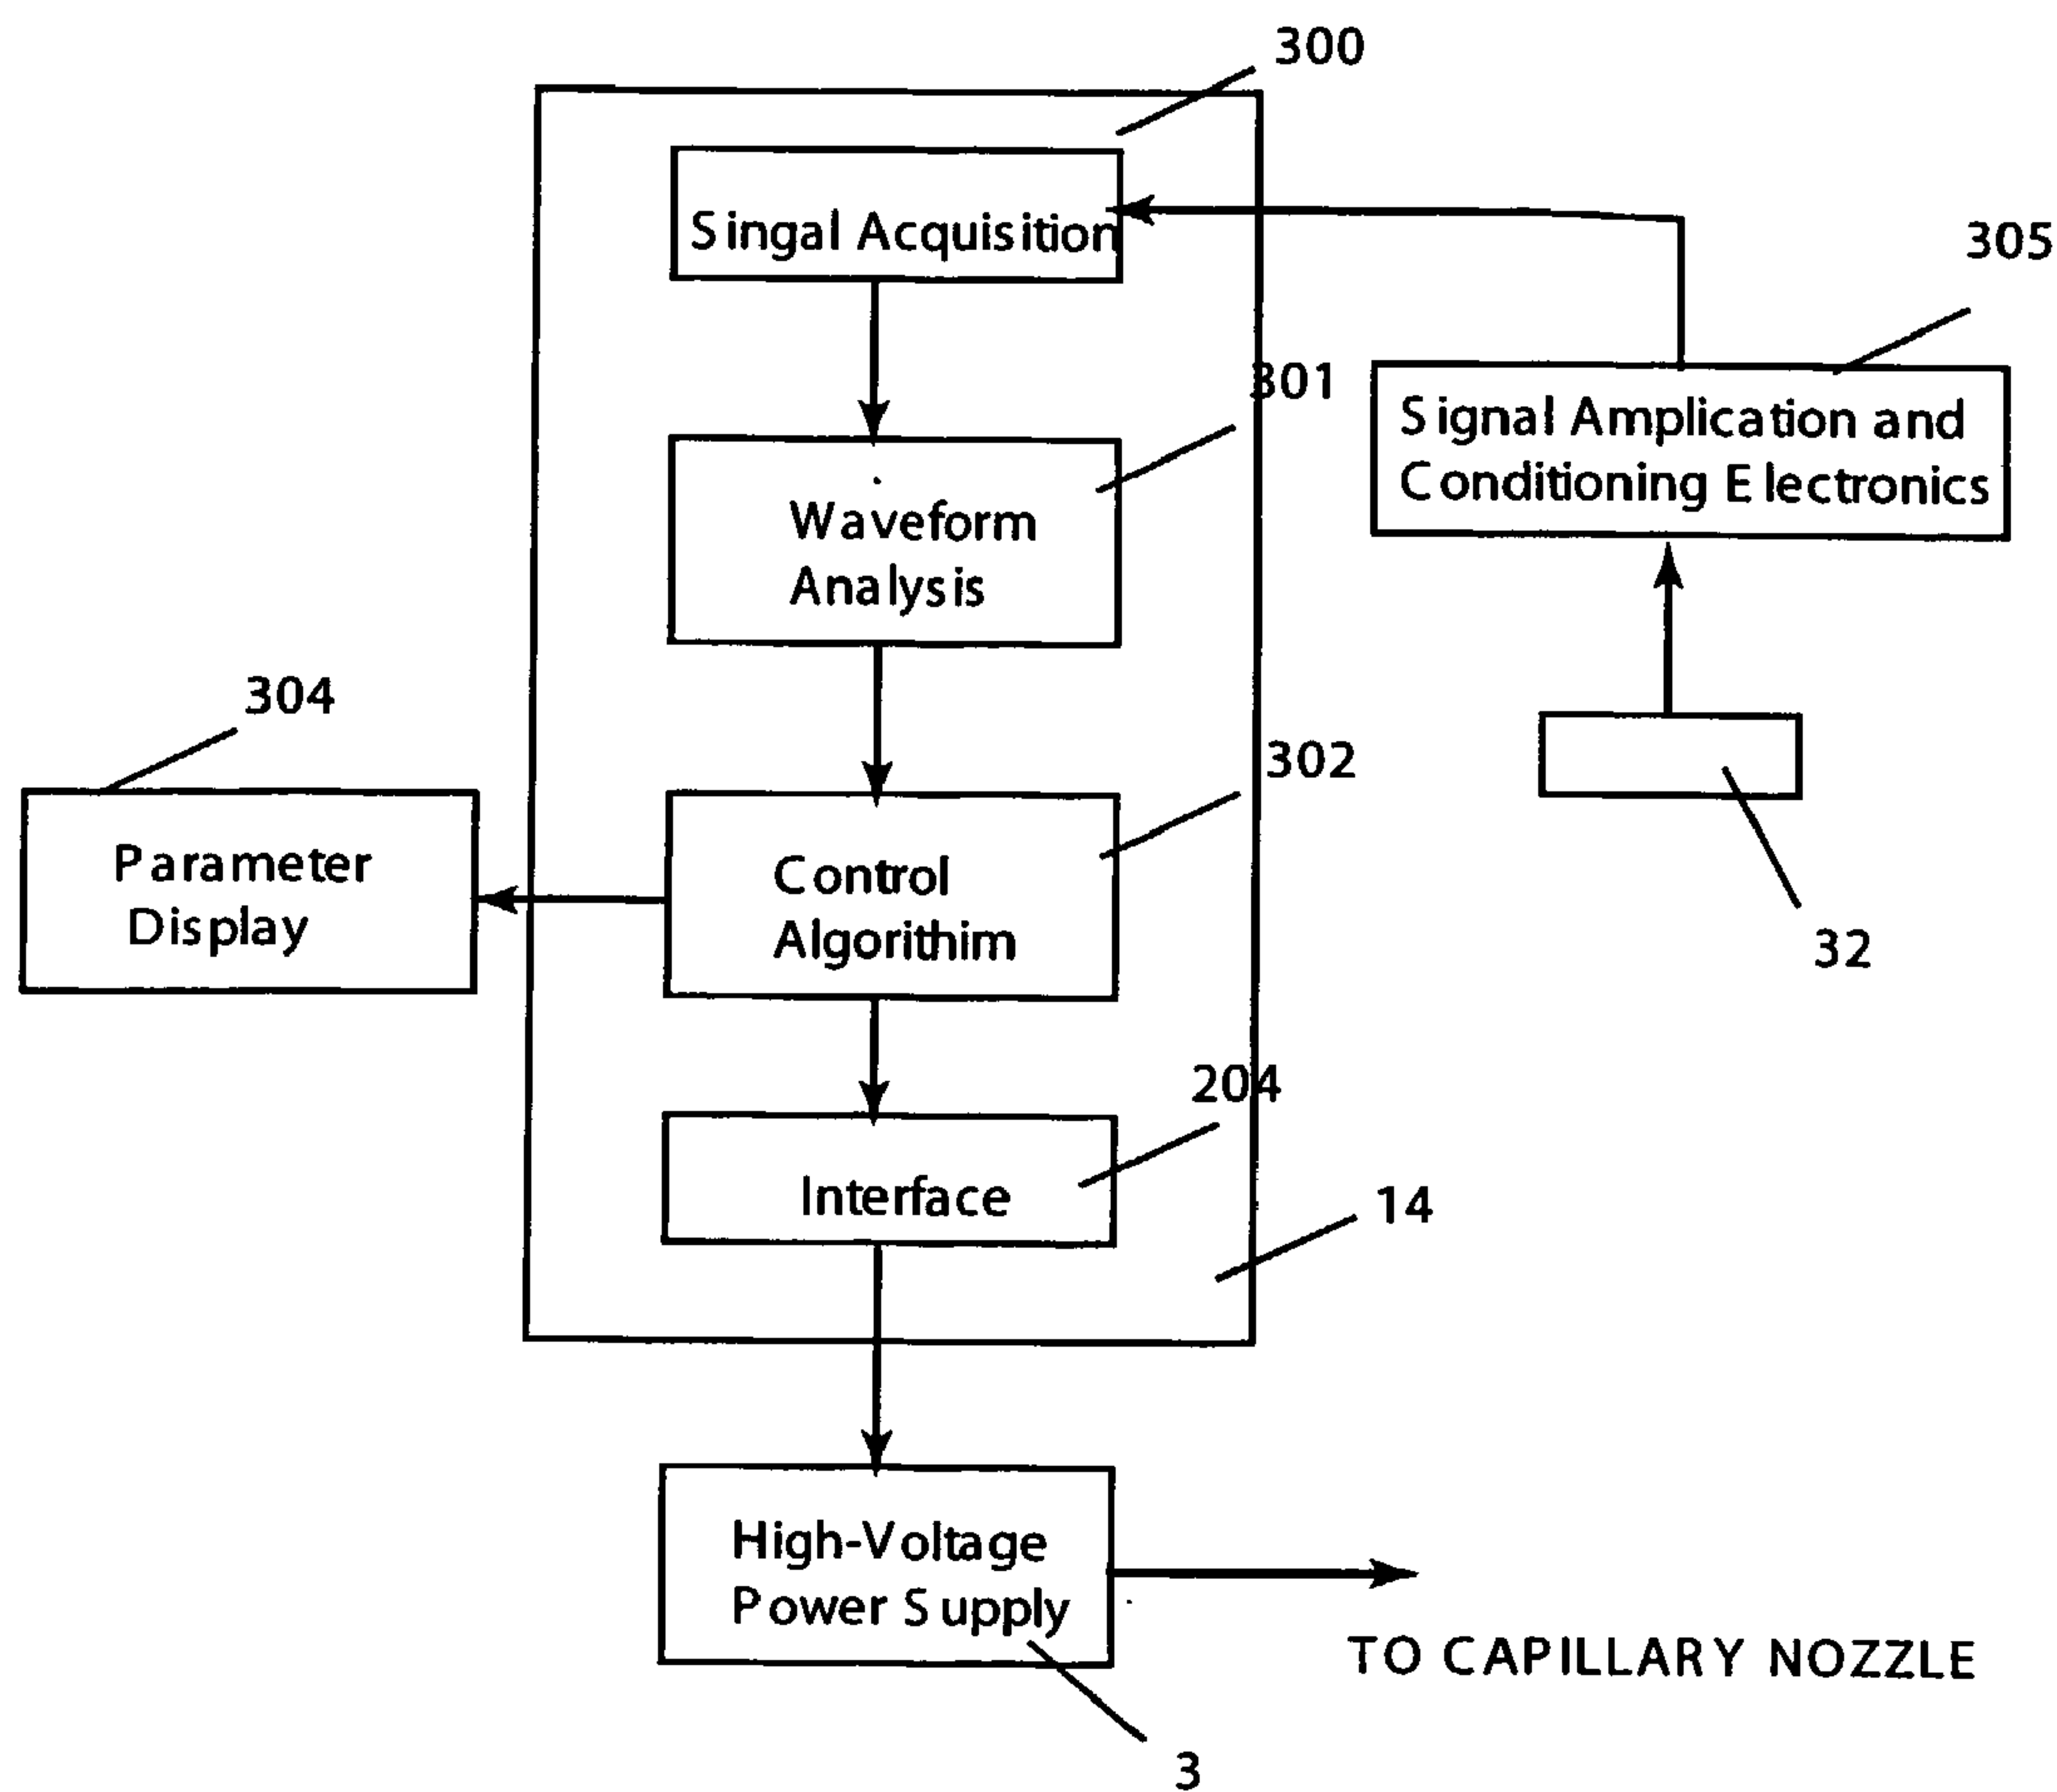 300
Singal Acquisition
305
301
Signal Amplication and
Conditioning Electronics
Waveform
Analysis
304
302
Parameter
Display
Control
Algorithim
32
204
Interface
14
High-Voltage
Power Supply
TO CAPILLARY NOZZLE
3